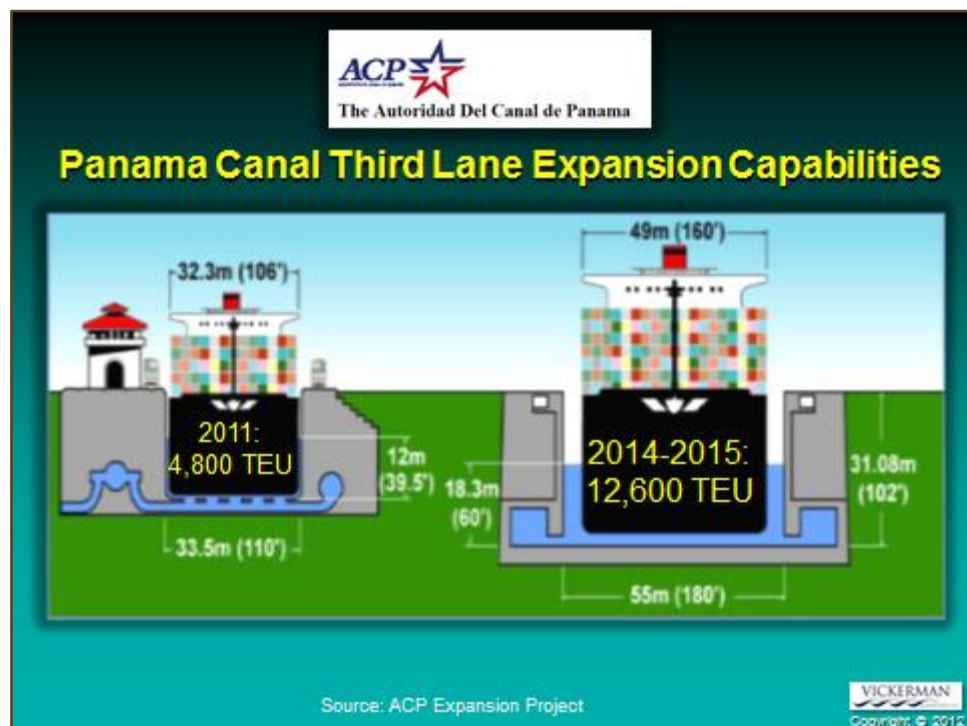 ACP
The Autoridad Del Canal de Panama
Panama Canal Third Lane Expansion Capabilities
32.3m (106')
49m (160')
2011:
4,800 TEU
12m
(39.5')
33.5m (110')
2014-2015:
12,600 TEU
18.3m
(60')
31.08m
(102')
55m (180')
Source: ACP Expansion Project
VICKERMAN
Copyright © 2012